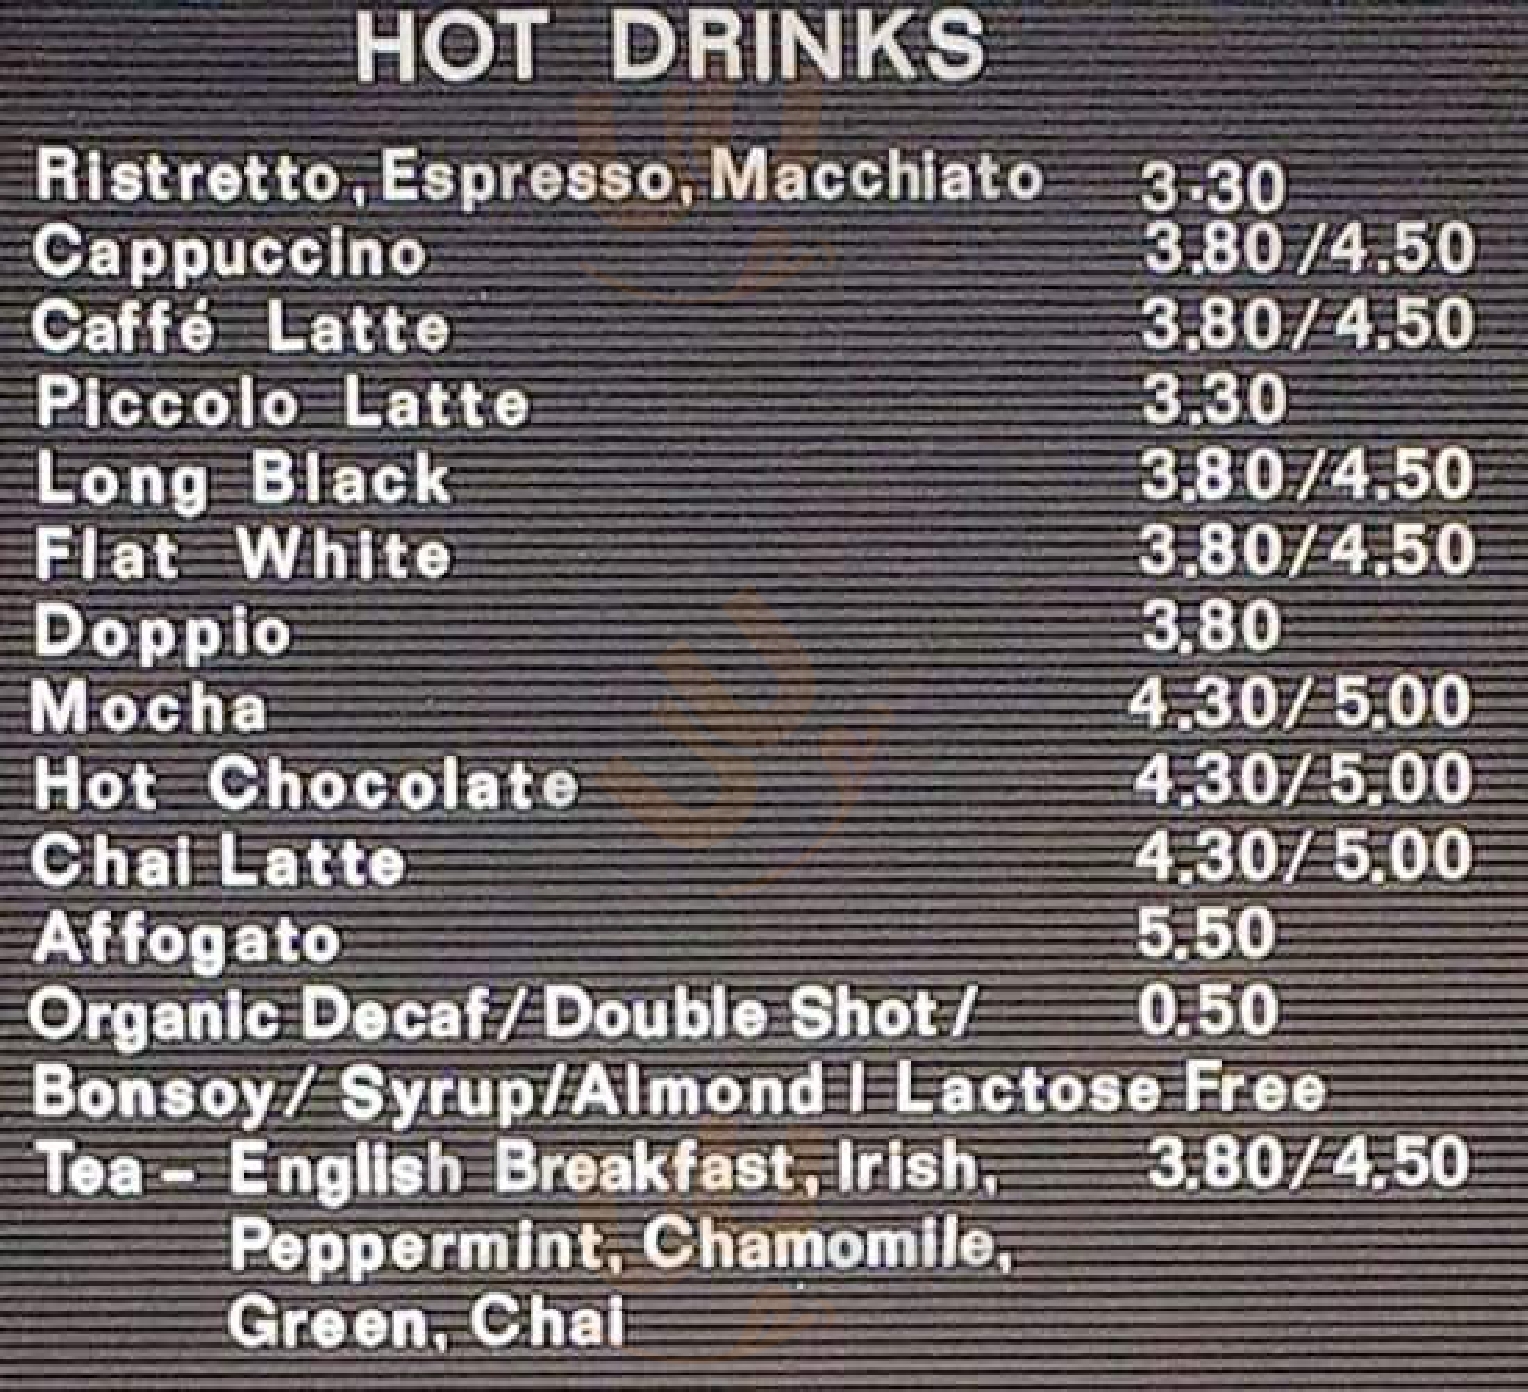 HOT DRINKS
Ristretto, Espresso, Macchiato 3.30
Cappuccino 3.80/4.50
Caffé Latte 3.80/4.50
Piccolo Latte 3.30
Long Black 3.80/4.50
Flat White 3.80/4.50
Doppio 3.80
Mocha 4.30/5.00
Hot Chocolate 4.30/5.00
Chai Latte 4.30/5.00
Affogato 5.50
Organic Decaf/Double Shot/ 0.50
Bonsoy/Syrup/Almond | Lactose Free
Tea - English Breakfast, Irish, 3.80/4.50
Peppermint, Chamomile,
Green, Chai